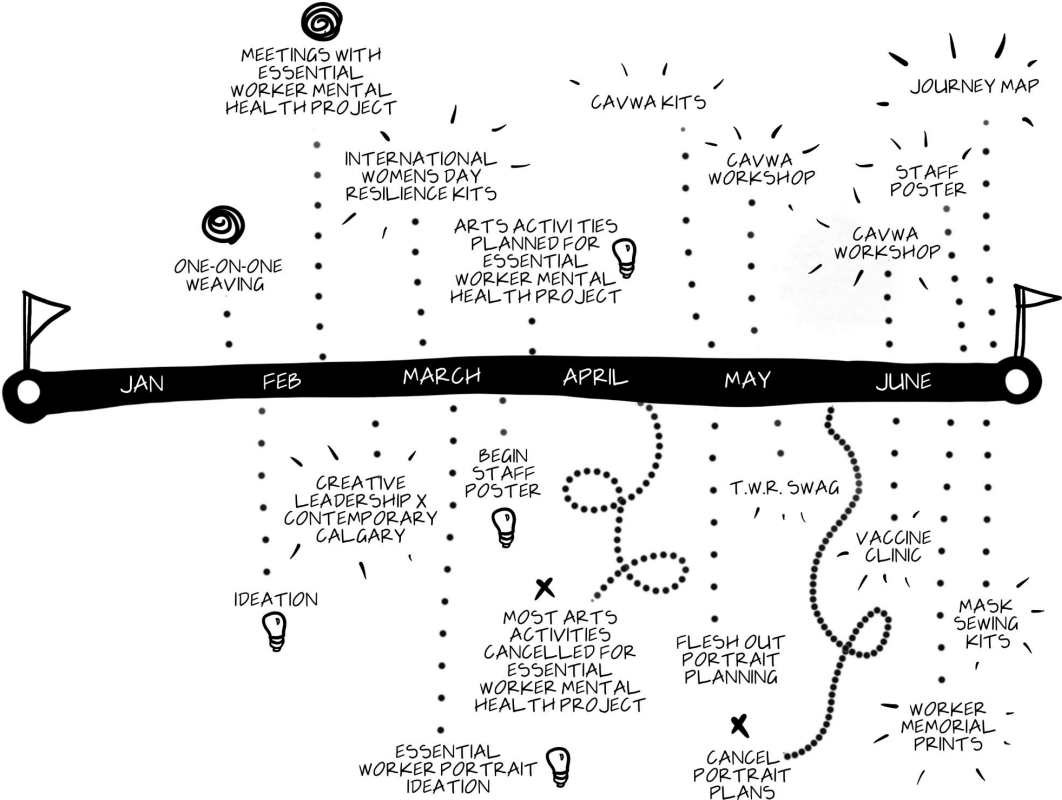 MEETINGS WITH
ESSENTIAL
WORKER MENTAL
HEALTH PROJECT
CAVWA KITS
JOURNEY MAP
INTERNATIONAL
WOMENS DAY
RESILIENCE KITS
CAVWA
WORKSHOP
STAFF
POSTER
ONE-ON-ONE
WEAVING
ARTS ACTIVITIES
PLANNED FOR
ESSENTIAL
WORKER MENTAL
HEALTH PROJECT
CAVWA
WORKSHOP
JAN
FEB
MARCH
APRIL
MAY
JUNE
CREATIVE
LEADERSHIP X
CONTEMPORARY
CALGARY
BEGIN
STAFF
POSTER
T.W.R. SWAG
VACCINE
CLINIC
IDEATION
MOST ARTS
ACTIVITIES
CANCELLED FOR
ESSENTIAL
WORKER MENTAL
HEALTH PROJECT
FLESH OUT
PORTRAIT
PLANNING
MASK
SEWING
KITS
ESSENTIAL
WORKER PORTRAIT
IDEATION
CANCEL
PORTRAIT
PLANS
WORKER
MEMORIAL
PRINTS